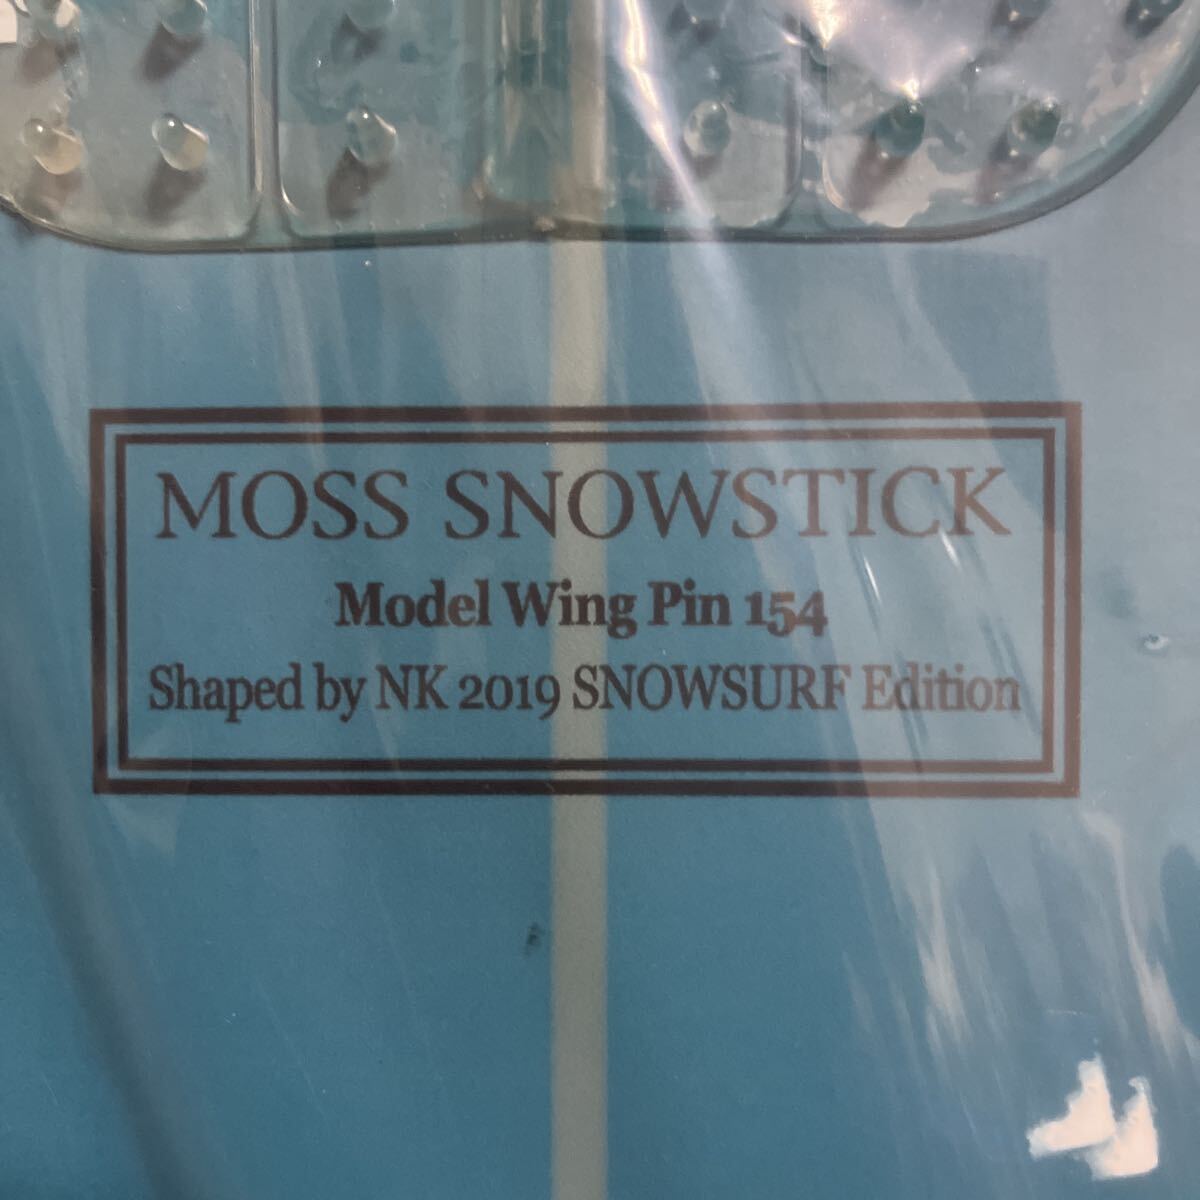 MOSS SNOWSTICK
Model Wing Pin 154
Shaped by NK 2019 SNOWSURF Edition